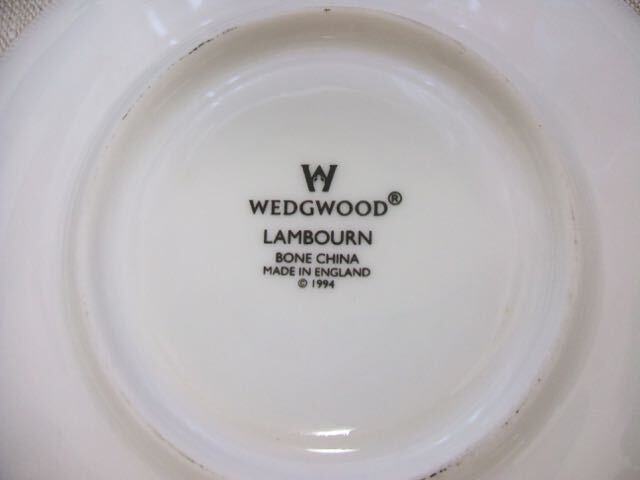 W
WEDGWOOD®
LAMBOURN
BONE CHINA
MADE IN ENGLAND
© 1994